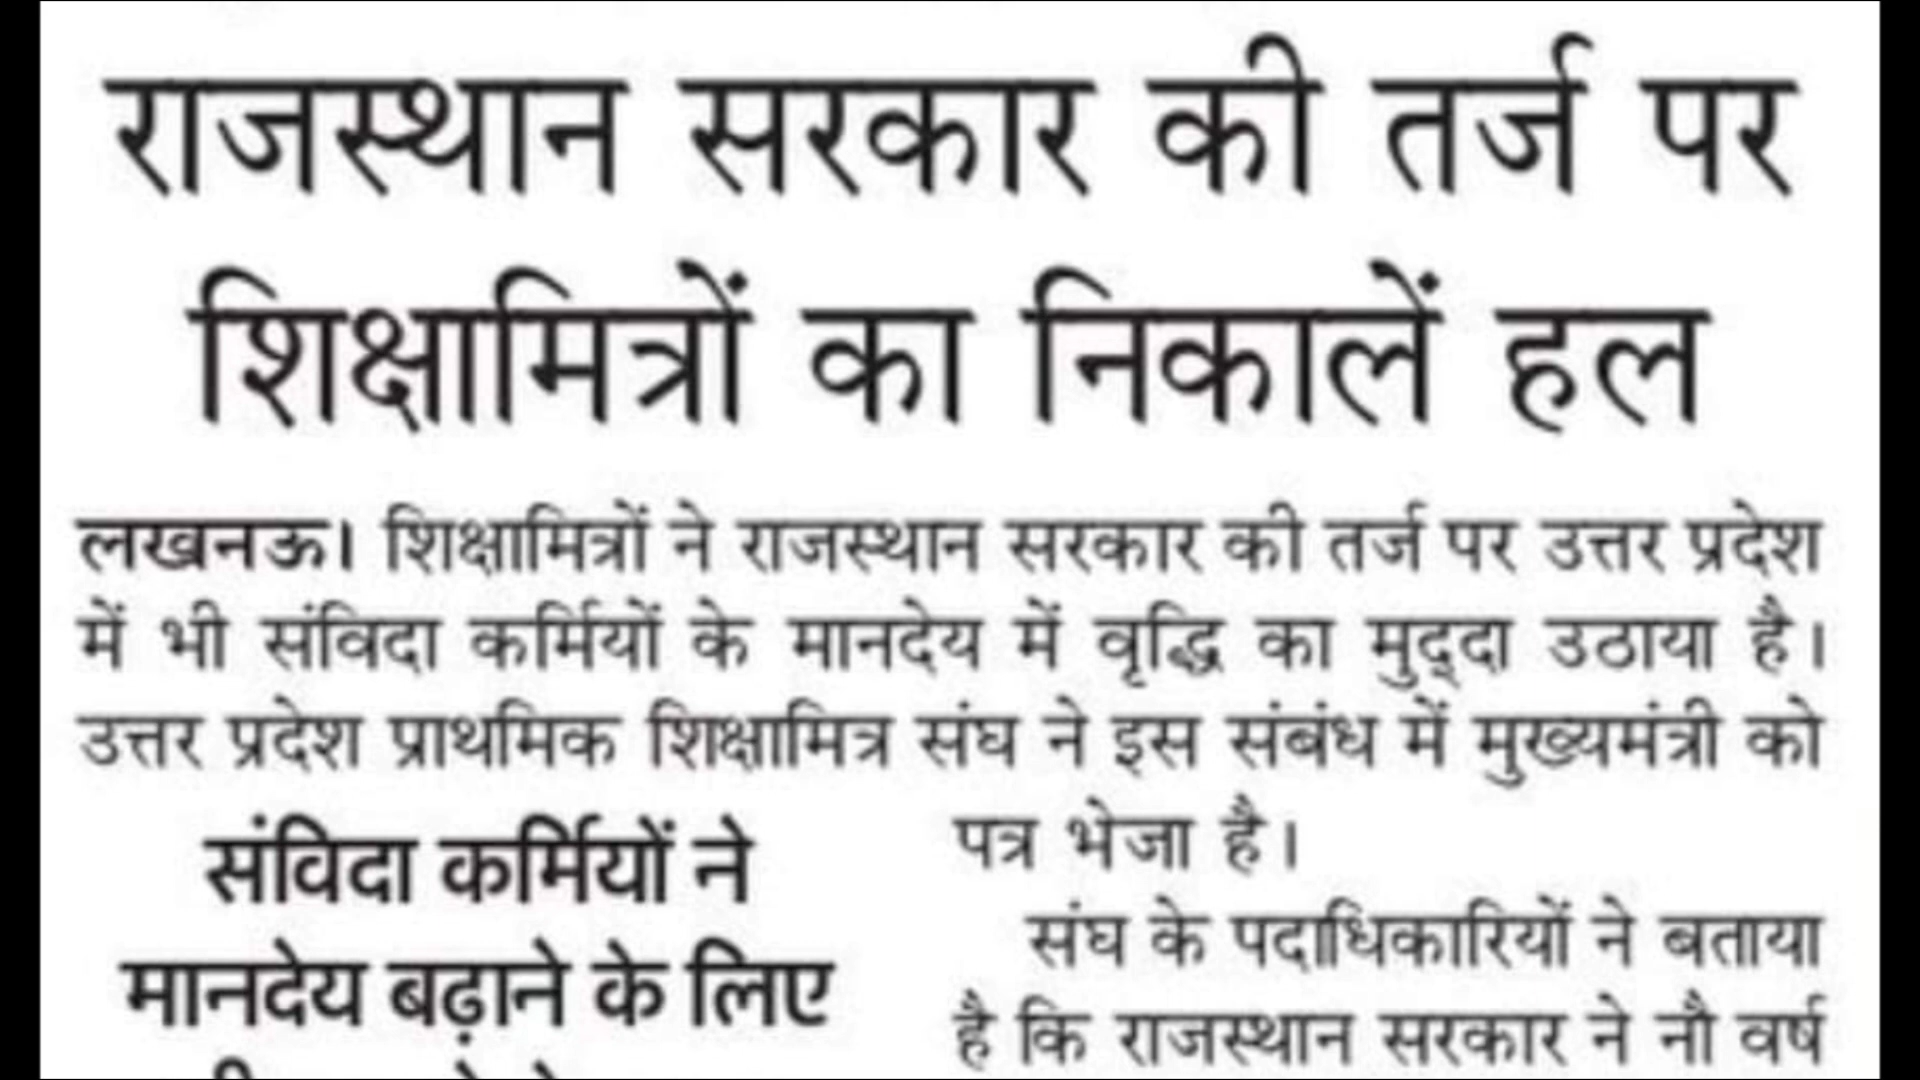 राजस्थान सरकार की तर्ज पर
शिक्षामित्रों का निकालें हल
लखनऊ। शिक्षामित्रों ने राजस्थान सरकार की तर्ज पर उत्तर प्रदेश
में भी संविदा कर्मियों के मानदेय में वृद्धि का मुद्दा उठाया है।
उत्तर प्रदेश प्राथमिक शिक्षामित्र संघ ने इस संबंध में मुख्यमंत्री को
पत्र भेजा है।
संघ के पदाधिकारियों ने बताया
है कि राजस्थान सरकार ने नौ वर्ष
संविदा कर्मियों ने
मानदेय बढ़ाने के लिए